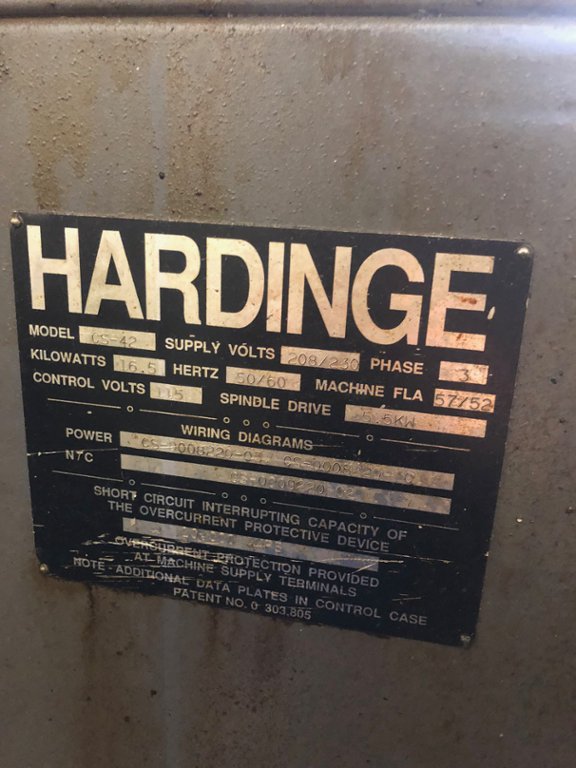 HARDINGE
MODEL CS-42 SUPPLY VOLTS 208/230 PHASE 3
KILOWATTS 16.5 HERTZ 50/60 MACHINE FLA 57/52
CONTROL VOLTS 115 SPINDLE DRIVE 5.5KW
WIRING DIAGRAMS
POWER
N/C
SHORT CIRCUIT INTERRUPTING CAPACITY OF
THE OVERCURRENT PROTECTIVE DEVICE
OVERCURRENT PROTECTION PROVIDED
AT MACHINE SUPPLY TERMINALS
NOTE-ADDITIONAL DATA PLATES IN CONTROL CASE
PATENT NO. 0 303.805